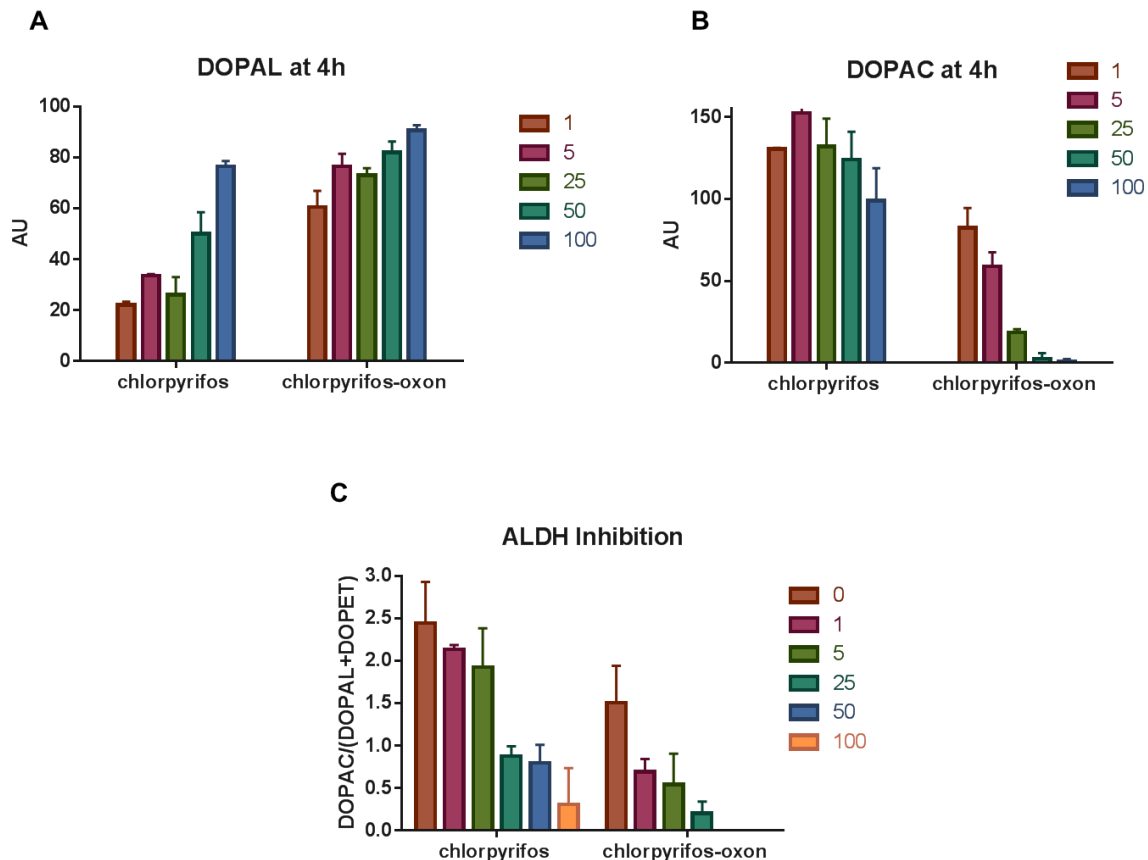 A
DOPAL at 4h
AU
100
80
60
40
20
0
chlorpyrifos
chlorpyrifos-oxon
1
5
25
50
100
B
DOPAC at 4h
AU
150
100
50
0
chlorpyrifos
chlorpyrifos-oxon
1
5
25
50
100
C
ALDH Inhibition
DOPAC/(DOPAL+DOPET)
3.0
2.5
2.0
1.5
1.0
0.5
0.0
chlorpyrifos
chlorpyrifos-oxon
0
1
5
25
50
100